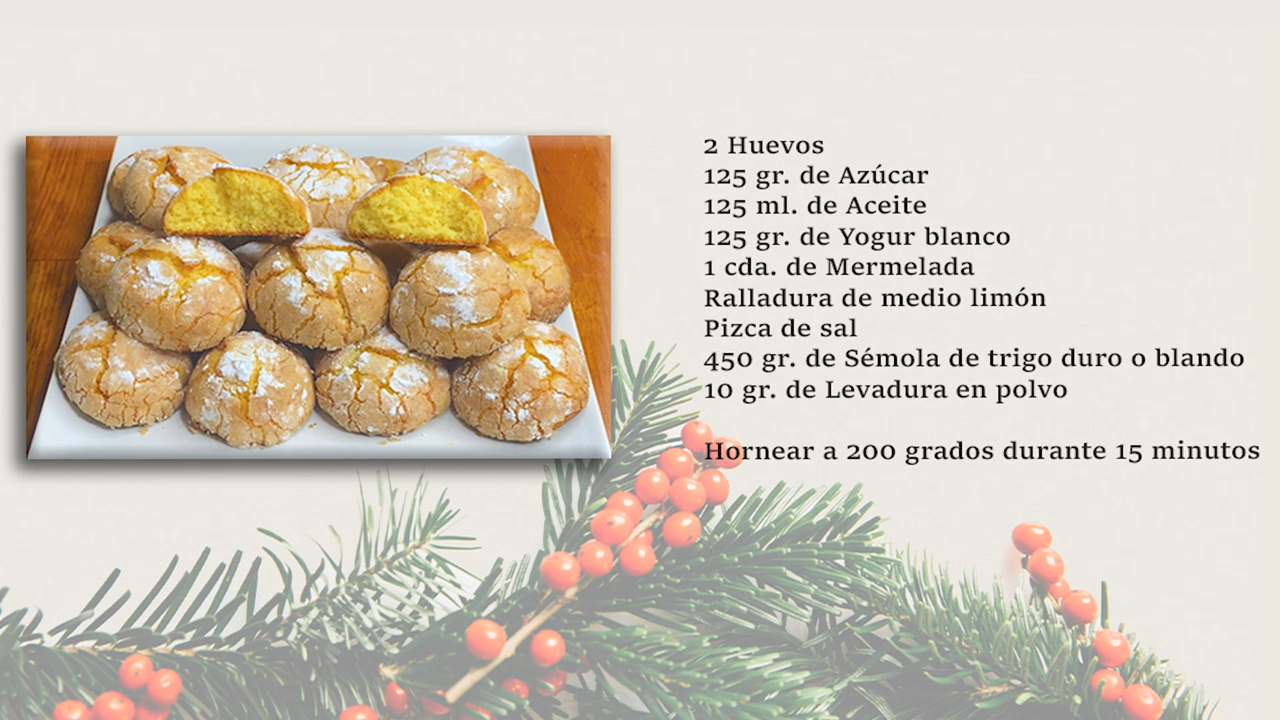 2 Huevos
125 gr. de Azúcar
125 ml. de Aceite
125 gr. de Yogur blanco
1 cda. de Mermelada
Ralladura de medio limón
Pizca de sal
450 gr. de Sémola de trigo duro o blando
10 gr. de Levadura en polvo
Hornear a 200 grados durante 15 minutos